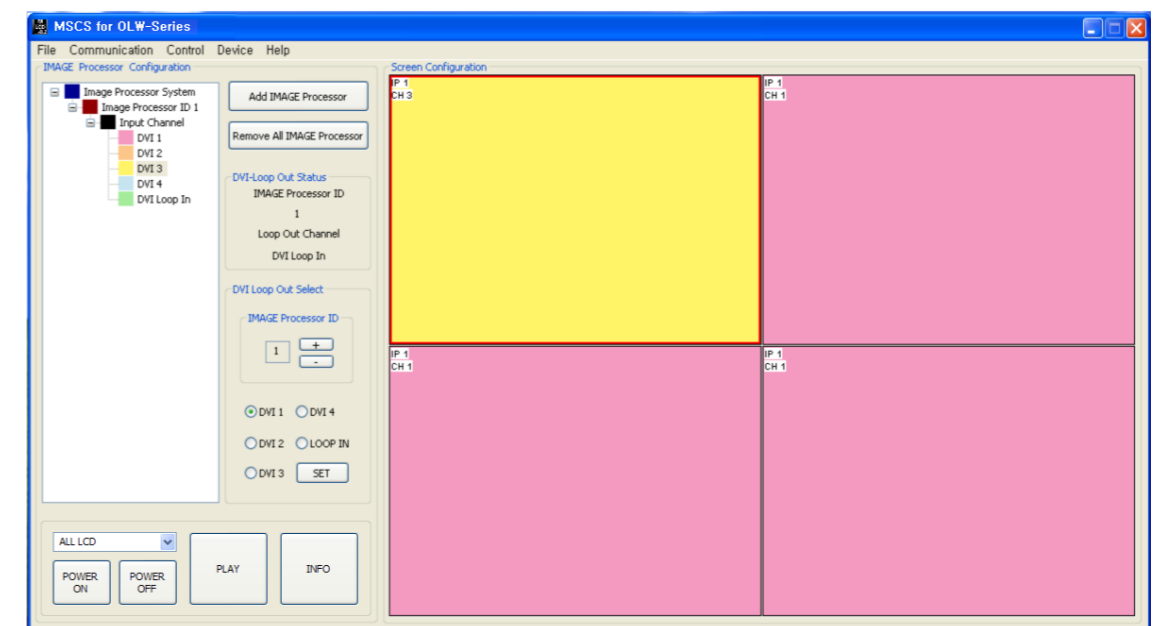 MSCS for OLW-Series
File Communication Control Device Help
IMAGE Processor Configuration
Image Processor System
Image Processor ID 1
Input Channel
DVI 1
DVI 2
DVI 3
DVI 4
DVI Loop In
Add IMAGE Processor
Remove All IMAGE Processor
DVI-Loop Out Status
IMAGE Processor ID
1
Loop Out Channel
DVI Loop In
DVI Loop Out Select
IMAGE Processor ID
1
+
-
DVI 1 DVI 4
DVI 2 LOOP IN
DVI 3 SET
ALL LCD
POWER
ON
POWER
OFF
PLAY
INFO
Screen Configuration
IP 1
CH 3
IP 1
CH 1
IP 1
CH 1
IP 1
CH 1